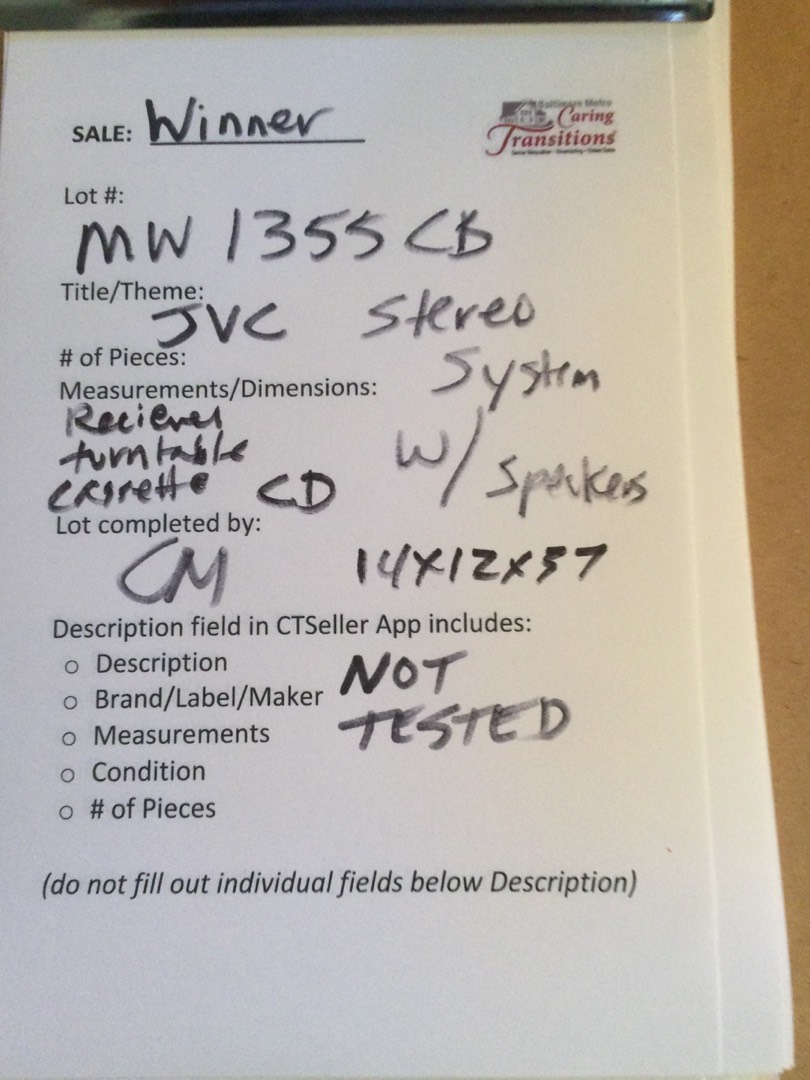 SALE: Winner
Baltimore Metro
Caring
Transitions
Lot #:
MW 1355 CB
Title/Theme:
JVC Stereo
System
W/ Speakers
# of Pieces:
Measurements/Dimensions:
Reciever
turntable
cassette CD
Lot completed by:
CM 14X12X57
Description field in CTSeller App includes:
o Description
o Brand/Label/Maker
o Measurements
o Condition
o # of Pieces
NOT
TESTED
(do not fill out individual fields below Description)